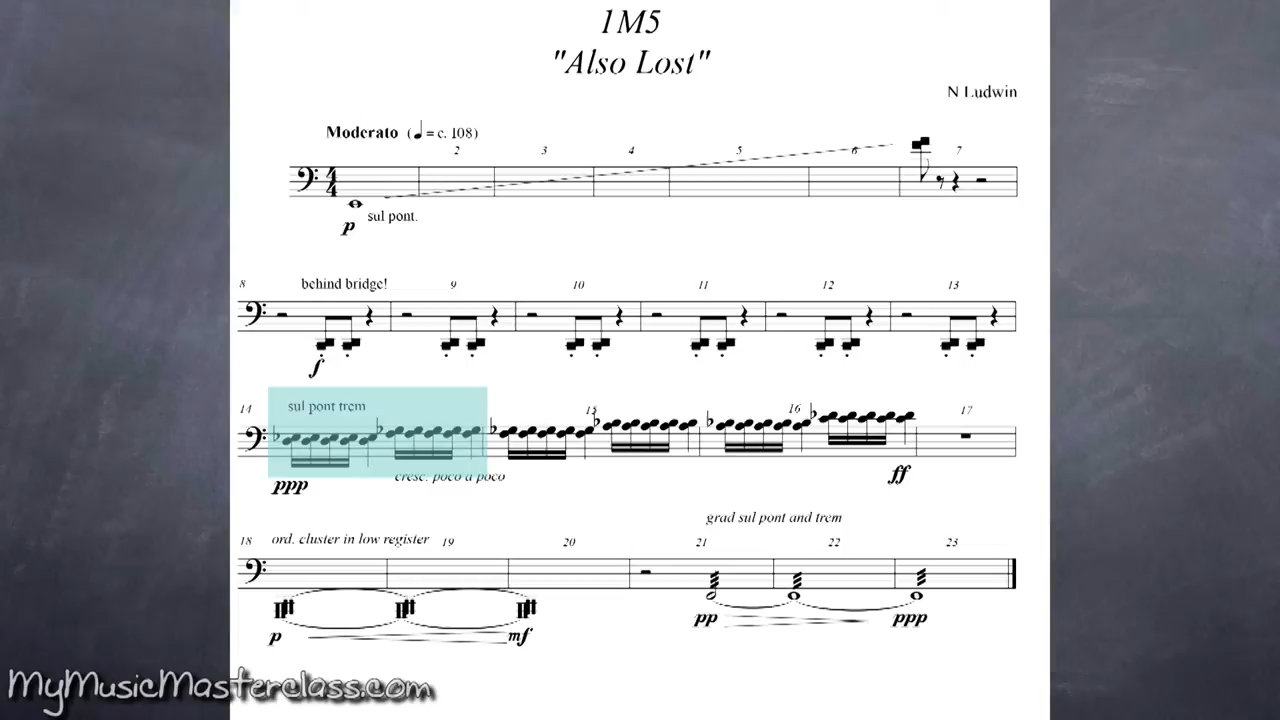 1M5
"Also Lost"
N Ludwin
Moderato (♩ = c. 108)
2 3 4 5 6 7
p sul pont.
8 behind bridge! 9 10 11 12 13
f
14 sul pont trem 15 16 17
ppp cresc. poco a poco ff
grad sul pont and trem
18 ord. cluster in low register 19 20 21 22 23
p mf pp ppp
MyMusicMasterclass.com